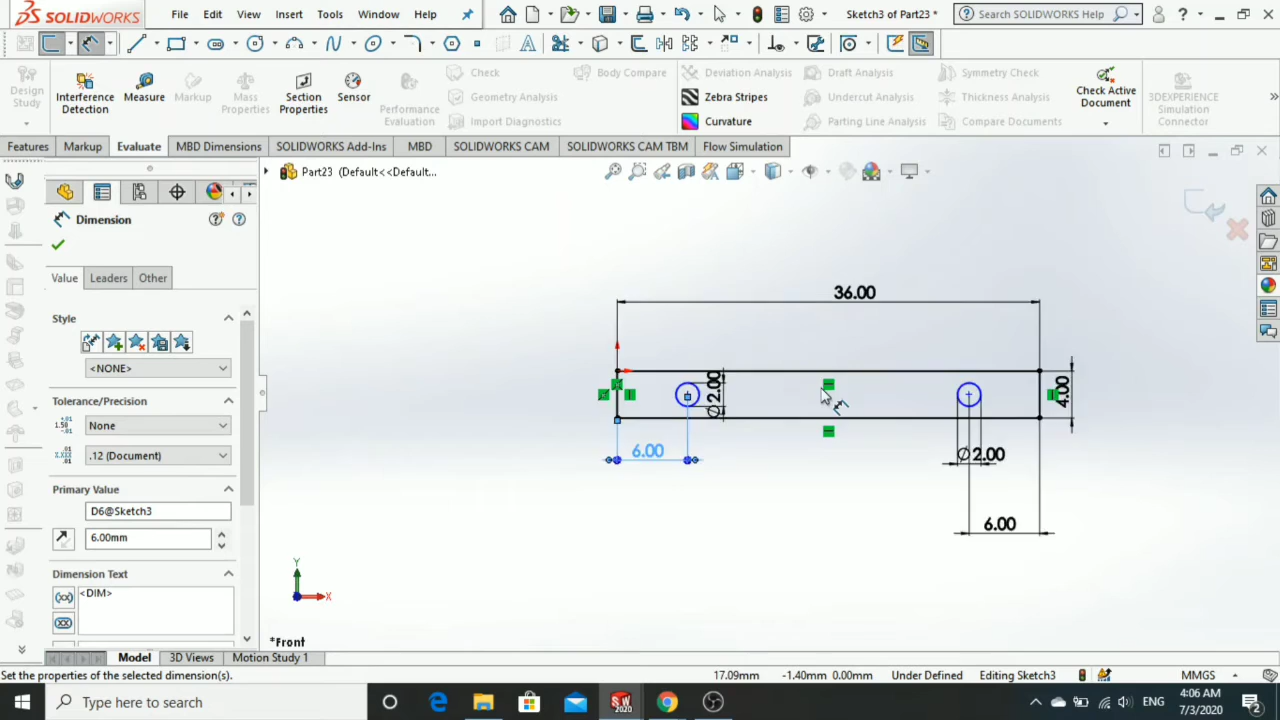 SOLIDWORKS
File
Edit
View
Insert
Tools
Window
Help
Sketch3 of Part23 *
Search SOLIDWORKS Help
Design
Study
Interference
Detection
Measure
Markup
Mass
Properties
Section
Properties
Sensor
Performance
Evaluation
Check
Geometry Analysis
Import Diagnostics
Body Compare
Deviation Analysis
Zebra Stripes
Curvature
Draft Analysis
Undercut Analysis
Parting Line Analysis
Symmetry Check
Thickness Analysis
Compare Documents
Check Active
Document
3DEXPERIENCE
Simulation
Connector
Features
Markup
Evaluate
MBD Dimensions
SOLIDWORKS Add-Ins
MBD
SOLIDWORKS CAM
SOLIDWORKS CAM TBM
Flow Simulation
Part23 (Default<<Default...
Dimension
Value
Leaders
Other
Style
<NONE>
Tolerance/Precision
None
.12 (Document)
Primary Value
D6@Sketch3
6.00mm
Dimension Text
<DIM>
36.00
∅2.00
4.00
6.00
∅2.00
6.00
Y
X
*Front
Model
3D Views
Motion Study 1
Set the properties of the selected dimension(s).
17.09mm
-1.40mm 0.00mm
Under Defined
Editing Sketch3
MMGS
Type here to search
ENG
4:06 AM
7/3/2020